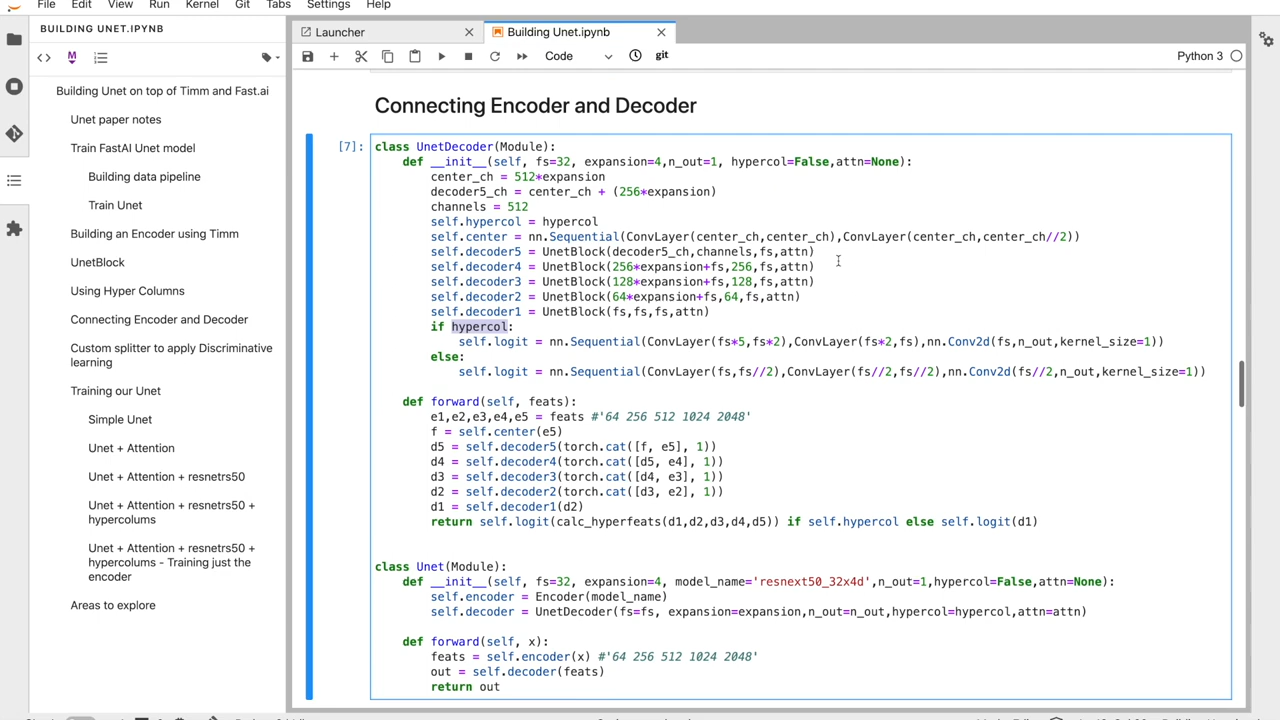 File Edit View Run Kernel Git Tabs Settings Help
BUILDING UNET.IPYNB
Building Unet on top of Timm and Fast.ai
Unet paper notes
Train FastAI Unet model
Building data pipeline
Train Unet
Building an Encoder using Timm
UnetBlock
Using Hyper Columns
Connecting Encoder and Decoder
Custom splitter to apply Discriminative
learning
Training our Unet
Simple Unet
Unet + Attention
Unet + Attention + resnetrs50
Unet + Attention + resnetrs50 +
hypercolums
Unet + Attention + resnetrs50 +
hypercolums - Training just the
encoder
Areas to explore
Launcher
Building Unet.ipynb
Code
git
Python 3
Connecting Encoder and Decoder
[7]:
class UnetDecoder(Module):
def __init__(self, fs=32, expansion=4,n_out=1, hypercol=False,attn=None):
center_ch = 512*expansion
decoder5_ch = center_ch + (256*expansion)
channels = 512
self.hypercol = hypercol
self.center = nn.Sequential(ConvLayer(center_ch,center_ch),ConvLayer(center_ch,center_ch//2))
self.decoder5 = UnetBlock(decoder5_ch,channels,fs,attn)
self.decoder4 = UnetBlock(256*expansion+fs,256,fs,attn)
self.decoder3 = UnetBlock(128*expansion+fs,128,fs,attn)
self.decoder2 = UnetBlock(64*expansion+fs,64,fs,attn)
self.decoder1 = UnetBlock(fs,fs,fs,attn)
if hypercol:
self.logit = nn.Sequential(ConvLayer(fs*5,fs*2),ConvLayer(fs*2,fs),nn.Conv2d(fs,n_out,kernel_size=1))
else:
self.logit = nn.Sequential(ConvLayer(fs,fs//2),ConvLayer(fs//2,fs//2),nn.Conv2d(fs//2,n_out,kernel_size=1))
def forward(self, feats):
e1,e2,e3,e4,e5 = feats #'64 256 512 1024 2048'
f = self.center(e5)
d5 = self.decoder5(torch.cat([f, e5], 1))
d4 = self.decoder4(torch.cat([d5, e4], 1))
d3 = self.decoder3(torch.cat([d4, e3], 1))
d2 = self.decoder2(torch.cat([d3, e2], 1))
d1 = self.decoder1(d2)
return self.logit(calc_hyperfeats(d1,d2,d3,d4,d5)) if self.hypercol else self.logit(d1)
class Unet(Module):
def __init__(self, fs=32, expansion=4, model_name='resnext50_32x4d',n_out=1,hypercol=False,attn=None):
self.encoder = Encoder(model_name)
self.decoder = UnetDecoder(fs=fs, expansion=expansion,n_out=n_out,hypercol=hypercol,attn=attn)
def forward(self, x):
feats = self.encoder(x) #'64 256 512 1024 2048'
out = self.decoder(feats)
return out